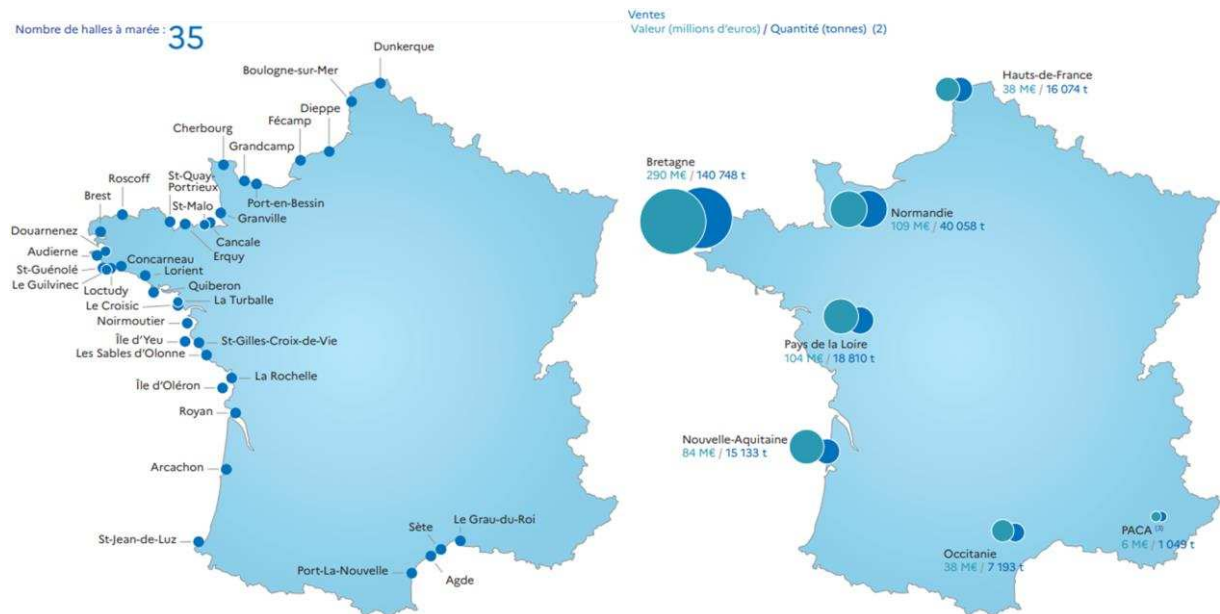 Nombre de halles à marée : 35
Dunkerque
Boulogne-sur-Mer
Dieppe
Fécamp
Cherbourg
Grandcamp
St-Quay-
Portrieux
Port-en-Bessin
Roscoff
St-Malo
Granville
Brest
Cancale
Erquy
Douarnenez
Audierne
Concarneau
St-Guénolé
Lorient
Le Guilvinec
Loctudy
Quiberon
La Turballe
Le Croisic
Noirmoutier
Île d'Yeu
St-Gilles-Croix-de-Vie
Les Sables d'Olonne
La Rochelle
Île d'Oléron
Royan
Arcachon
St-Jean-de-Luz
Le Grau-du-Roi
Sète
Agde
Port-La-Nouvelle
Ventes
Valeur (millions d'euros) / Quantité (tonnes) (2)
Hauts-de-France
38 M€ / 16 074 t
Bretagne
290 M€ / 140 748 t
Normandie
109 M€ / 40 058 t
Pays de la Loire
104 M€ / 18 810 t
Nouvelle-Aquitaine
84 M€ / 15 133 t
PACA (3)
6 M€ / 1 049 t
Occitanie
38 M€ / 7 193 t